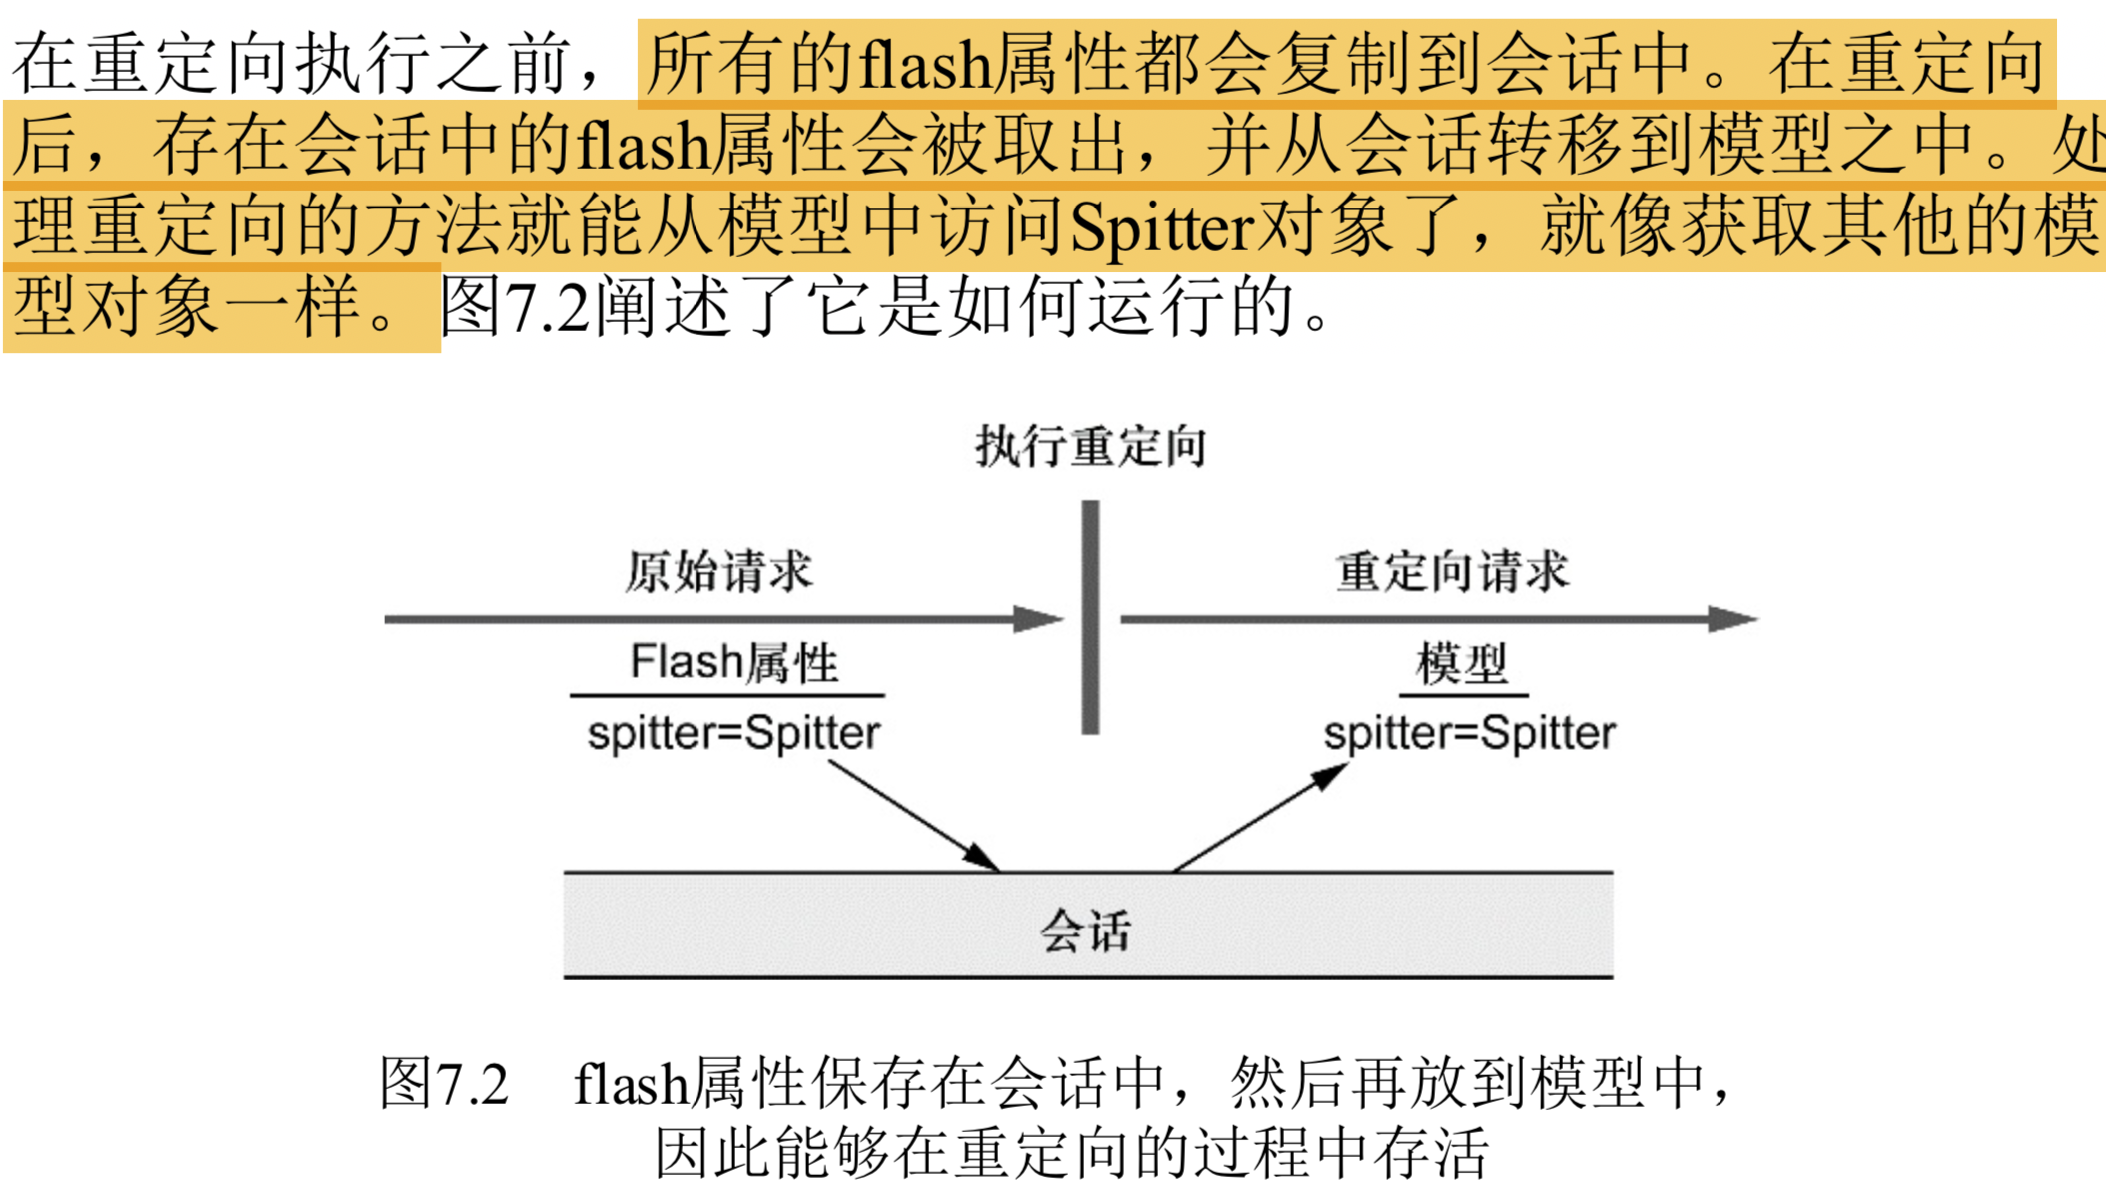 在重定向执行之前，所有的flash属性都会复制到会话中。在重定向
后，存在会话中的flash属性会被取出，并从会话转移到模型之中。处
理重定向的方法就能从模型中访问Spitter对象了，就像获取其他的模
型对象一样。图7.2阐述了它是如何运行的。
执行重定向
原始请求
重定向请求
Flash属性
模型
spitter=Spitter
spitter=Spitter
会话
图7.2 flash属性保存在会话中，然后再放到模型中，
因此能够在重定向的过程中存活